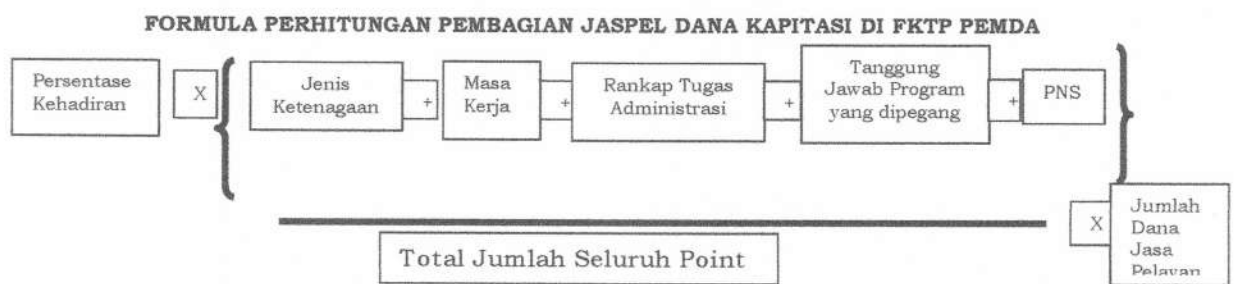 FORMULA PERHITUNGAN PEMBAGIAN JASPEL DANA KAPITASI DI FKTP PEMDA
Persentase
Kehadiran
X
{
Jenis
Ketenagaan
+
Masa
Kerja
+
Rankap Tugas
Administrasi
+
Tanggung
Jawab Program
yang dipegang
+
PNS
}
Total Jumlah Seluruh Point
X
Jumlah
Dana
Jasa
Pelayan